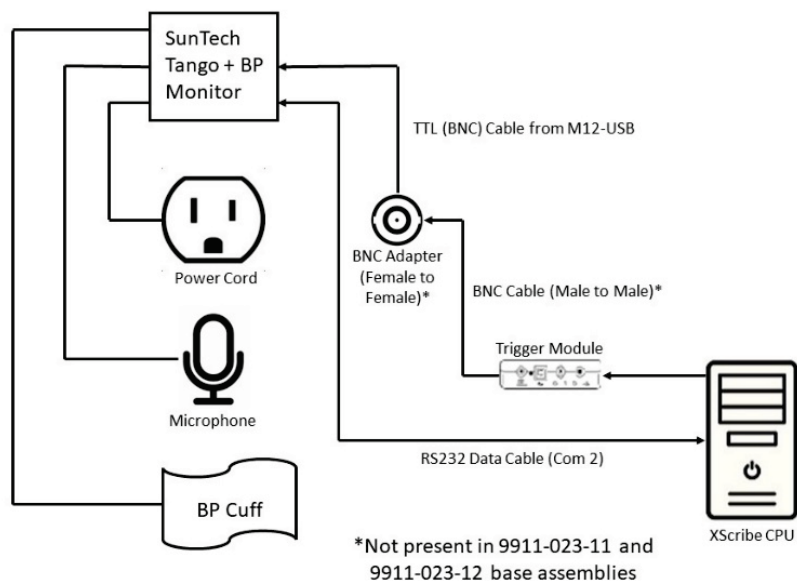 SunTech
Tango + BP
Monitor
TTL (BNC) Cable from M12-USB
BNC Adapter
(Female to
Female)*
Power Cord
BNC Cable (Male to Male)*
Trigger Module
Microphone
RS232 Data Cable (Com 2)
BP Cuff
XScribe CPU
*Not present in 9911-023-11 and
9911-023-12 base assemblies